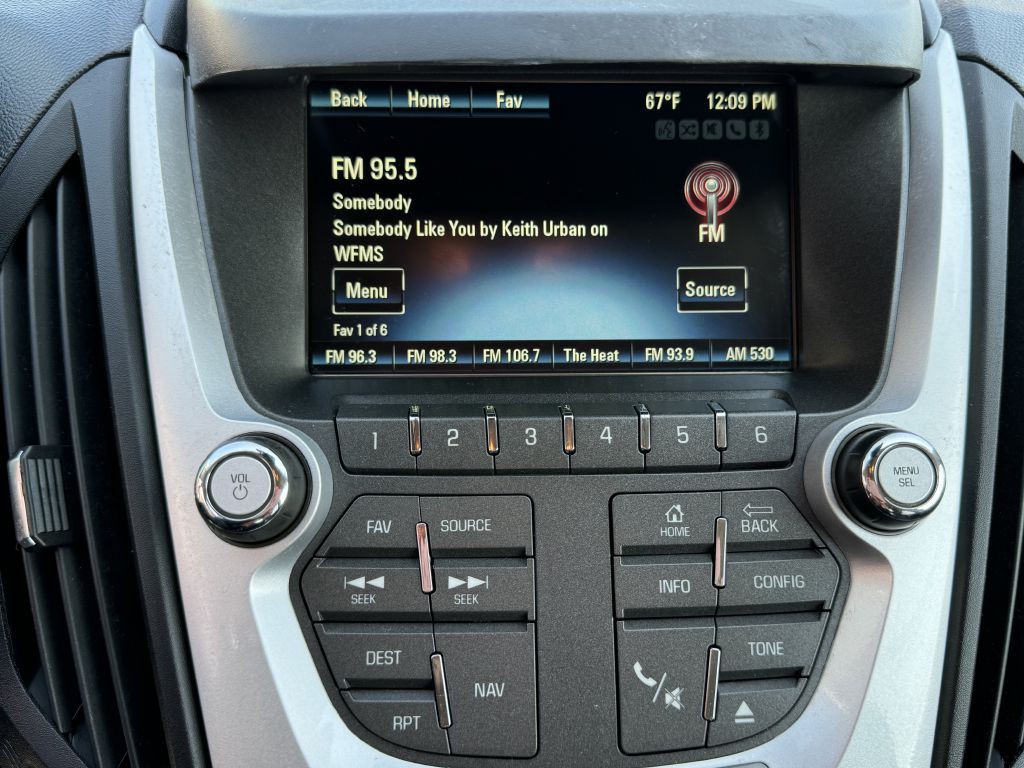 Back Home Fav 67°F 12:09 PM
FM 95.5
Somebody
Somebody Like You by Keith Urban on
WFMS
FM
Menu Source
Fav 1 of 6
FM 96.3 FM 98.3 FM 106.7 The Heat FM 93.9 AM 530
1 2 3 4 5 6
VOL
MENU
SEL
FAV SOURCE
HOME BACK
SEEK SEEK
INFO CONFIG
DEST NAV
RPT
TONE